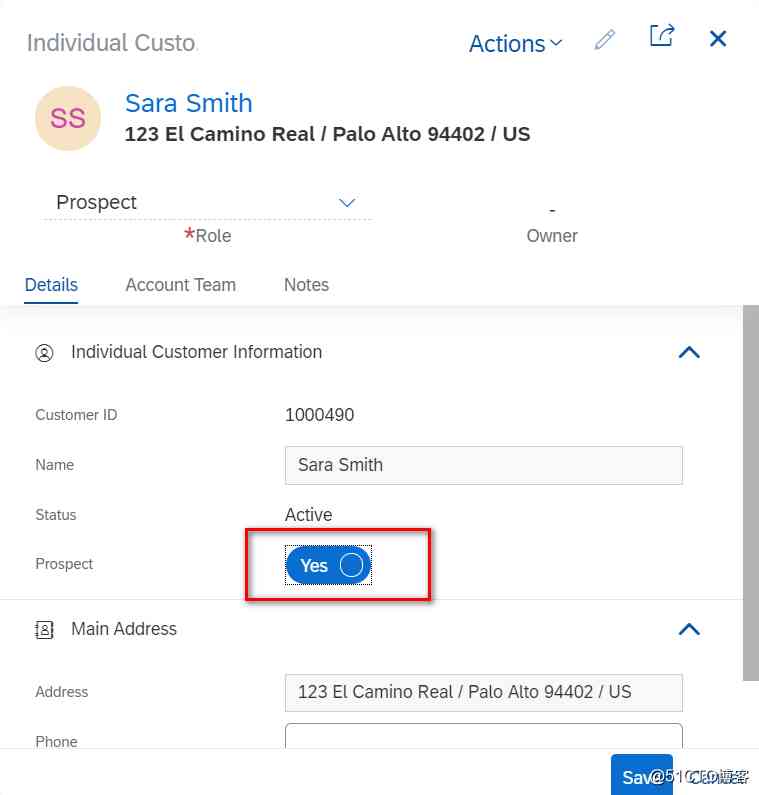 Individual Custo
Actions
SS
Sara Smith
123 El Camino Real / Palo Alto 94402 / US
Prospect
-
*Role
Owner
Details
Account Team
Notes
Individual Customer Information
Customer ID
1000490
Name
Sara Smith
Status
Active
Prospect
Yes
Main Address
Address
123 El Camino Real / Palo Alto 94402 / US
Phone
Save
Cancel
@51CTO博客